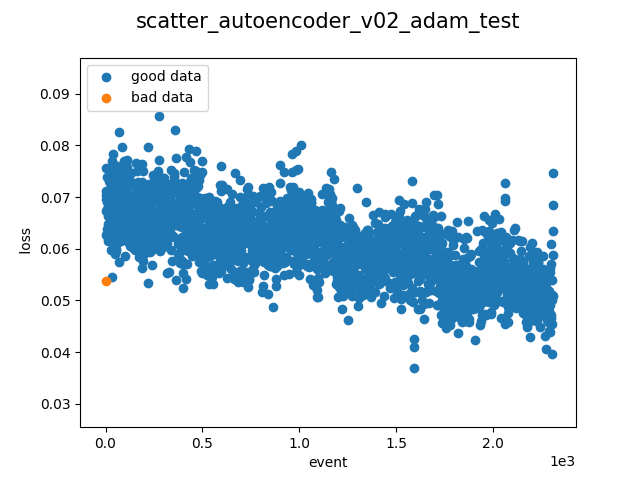 scatter_autoencoder_v02_adam_test
good data
bad data
0.09
0.08
0.07
0.06
0.05
0.04
0.03
loss
0.0 0.5 1.0 1.5 2.0
event
1e3